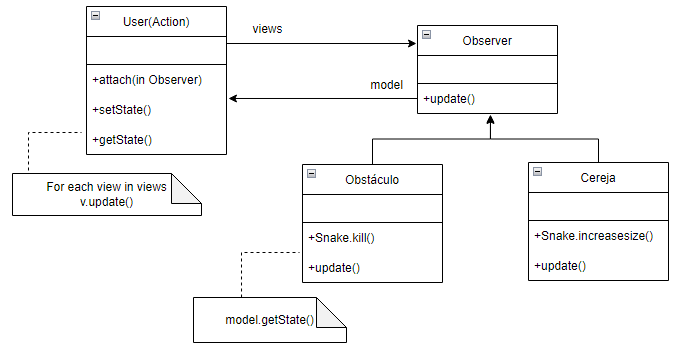 User(Action)
+attach(in Observer)
+setState()
+getState()
views
model
Observer
+update()
For each view in views
v.update()
Obstáculo
+Snake.kill()
+update()
Cereja
+Snake.increasesize()
+update()
model.getState()